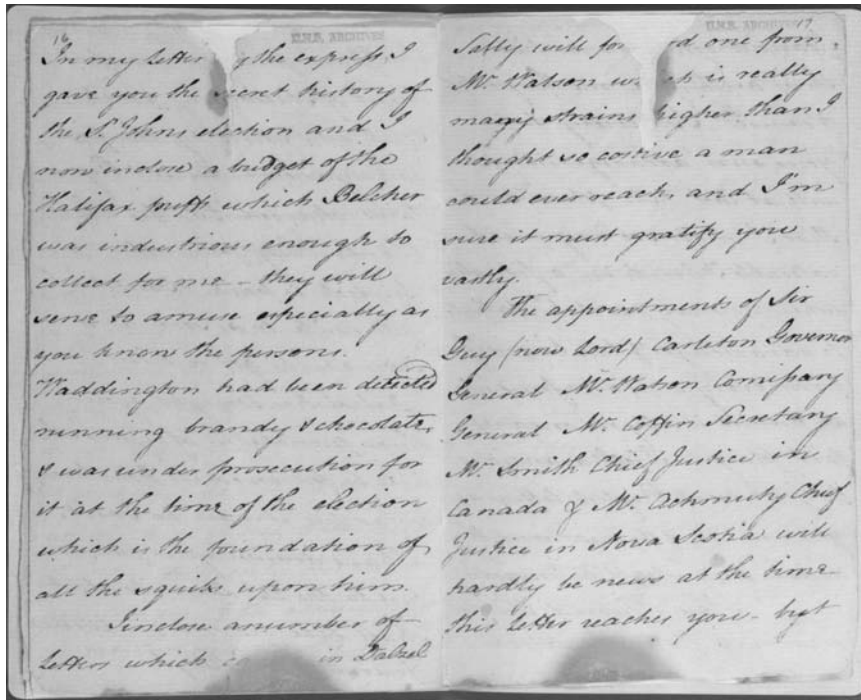 16
U.N.B. ARCHIVES
In my letter by the express, I
gave you the secret history of
the St. Johns election and I
now inclose a budget of the
Halifax puffs which Belcher
was industrious enough to
collect for me - they will
serve to amuse especially as
you know the persons.
Waddington had been detected
running brandy & chocolate,
& was under prosecution for
it at the time of the election
which is the foundation of
all the squibs upon him.
I inclose a number of
letters which in Dalzel
17
U.N.B. ARCHIVES
Sally will forward one from
Mr. Watson which is really
many strains higher than I
thought so costive a man
could ever reach, and I'm
sure it must gratify you
vastly.
The appointments of Sir
Guy (now Lord) Carleton Governor
General Mr. Watson Comissary
General Mr. Coffin Secretary
Mr. Smith Chief Justice in
Canada & Mr. Achmuty Chief
Justice in Nova Scotia will
hardly be news at the time
this letter reaches you - but